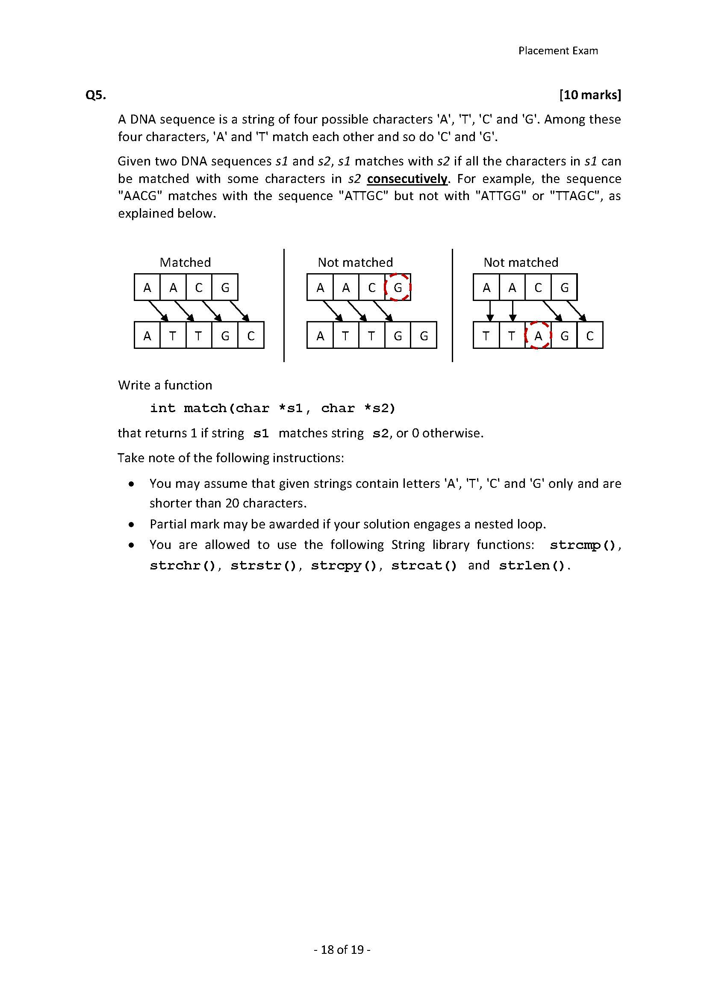 Placement Exam
Q5. [10 marks]
A DNA sequence is a string of four possible characters 'A', 'T', 'C' and 'G'. Among these
four characters, 'A' and 'T' match each other and so do 'C' and 'G'.
Given two DNA sequences s1 and s2, s1 matches with s2 if all the characters in s1 can
be matched with some characters in s2 consecutively. For example, the sequence
"AACG" matches with the sequence "ATTGC" but not with "ATTGG" or "TTAGC", as
explained below.
Matched
A A C G
A T T G C
Not matched
A A C G
A T T G G
Not matched
A A C G
T T A G C
Write a function
int match(char *s1, char *s2)
that returns 1 if string s1 matches string s2, or 0 otherwise.
Take note of the following instructions:
• You may assume that given strings contain letters 'A', 'T', 'C' and 'G' only and are
shorter than 20 characters.
• Partial mark may be awarded if your solution engages a nested loop.
• You are allowed to use the following String library functions: strcmp(),
strchr(), strstr(), strcpy(), strcat() and strlen().
- 18 of 19 -